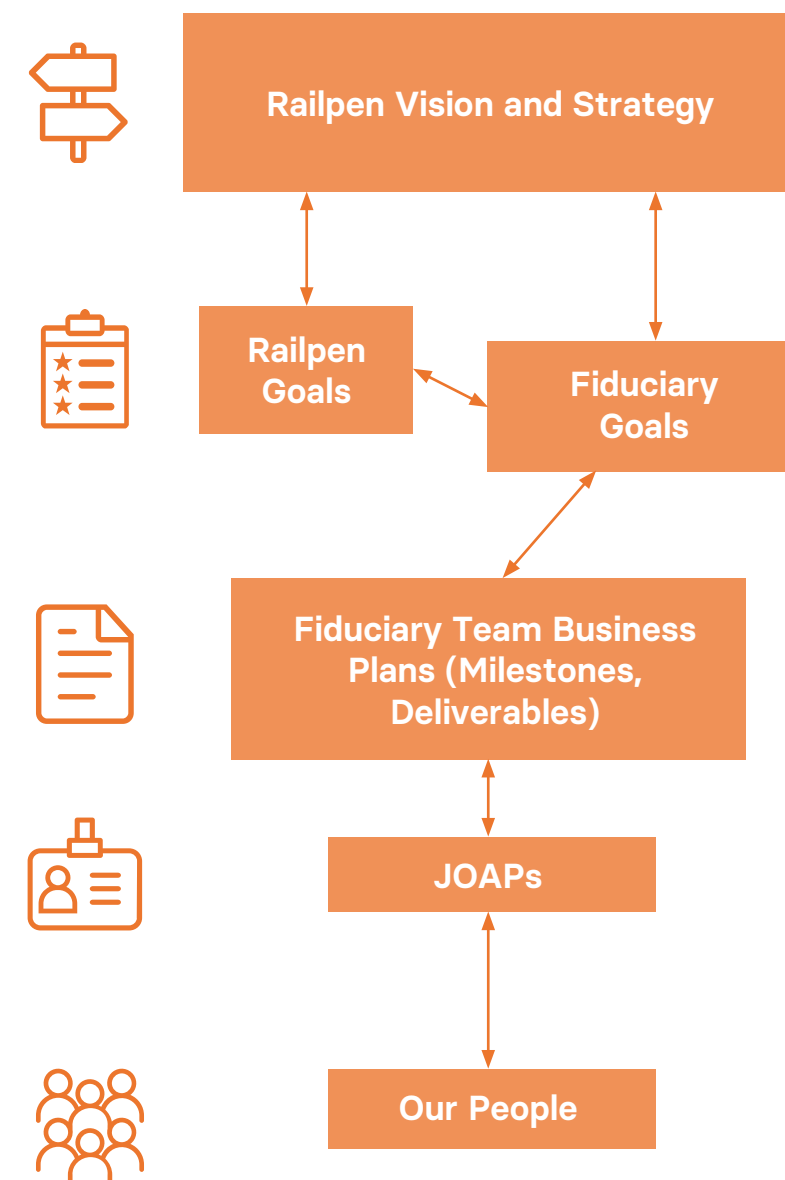 Railpen Vision and Strategy
Railpen
Goals
Fiduciary
Goals
Fiduciary Team Business
Plans (Milestones,
Deliverables)
JOAPs
Our People